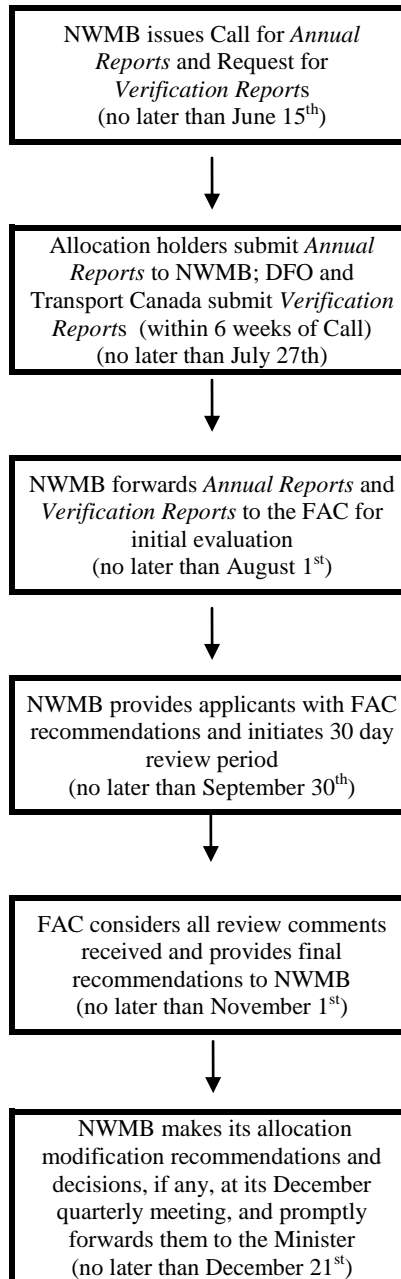 NWMB issues Call for Annual
Reports and Request for
Verification Reports
(no later than June 15th)
Allocation holders submit Annual
Reports to NWMB; DFO and
Transport Canada submit Verification
Reports (within 6 weeks of Call)
(no later than July 27th)
NWMB forwards Annual Reports and
Verification Reports to the FAC for
initial evaluation
(no later than August 1st)
NWMB provides applicants with FAC
recommendations and initiates 30 day
review period
(no later than September 30th)
FAC considers all review comments
received and provides final
recommendations to NWMB
(no later than November 1st)
NWMB makes its allocation
modification recommendations and
decisions, if any, at its December
quarterly meeting, and promptly
forwards them to the Minister
(no later than December 21st)